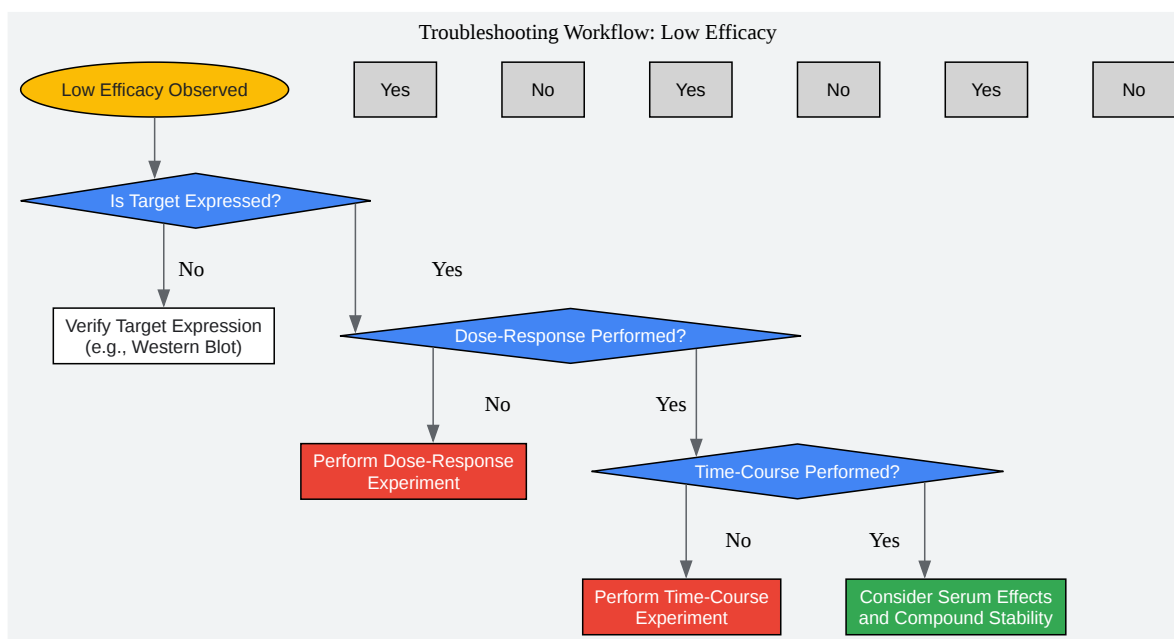 Troubleshooting Workflow: Low Efficacy
Low Efficacy Observed
Yes
No
Yes
No
Yes
No
Is Target Expressed?
No
Yes
Verify Target Expression
(e.g., Western Blot)
Dose-Response Performed?
No
Yes
Perform Dose-Response
Experiment
Time-Course Performed?
No
Yes
Perform Time-Course
Experiment
Consider Serum Effects
and Compound Stability